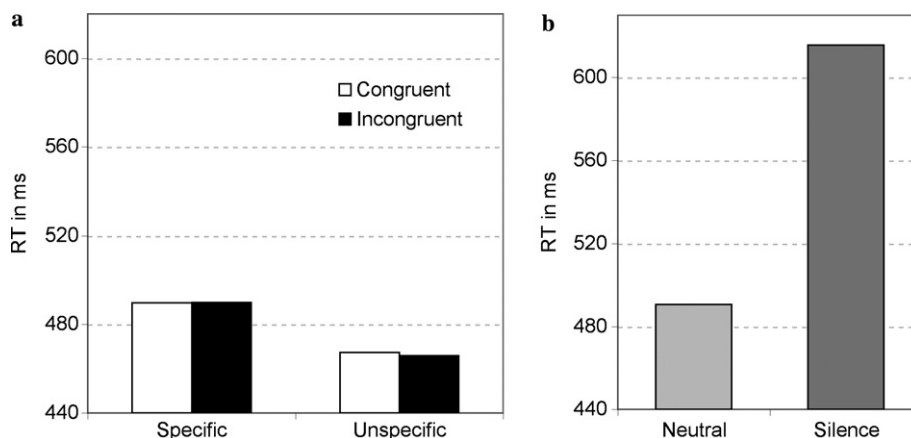 a
600
560
520
480
440
RT in ms
Congruent
Incongruent
Specific
Unspecific
b
600
560
520
480
440
RT in ms
Neutral
Silence